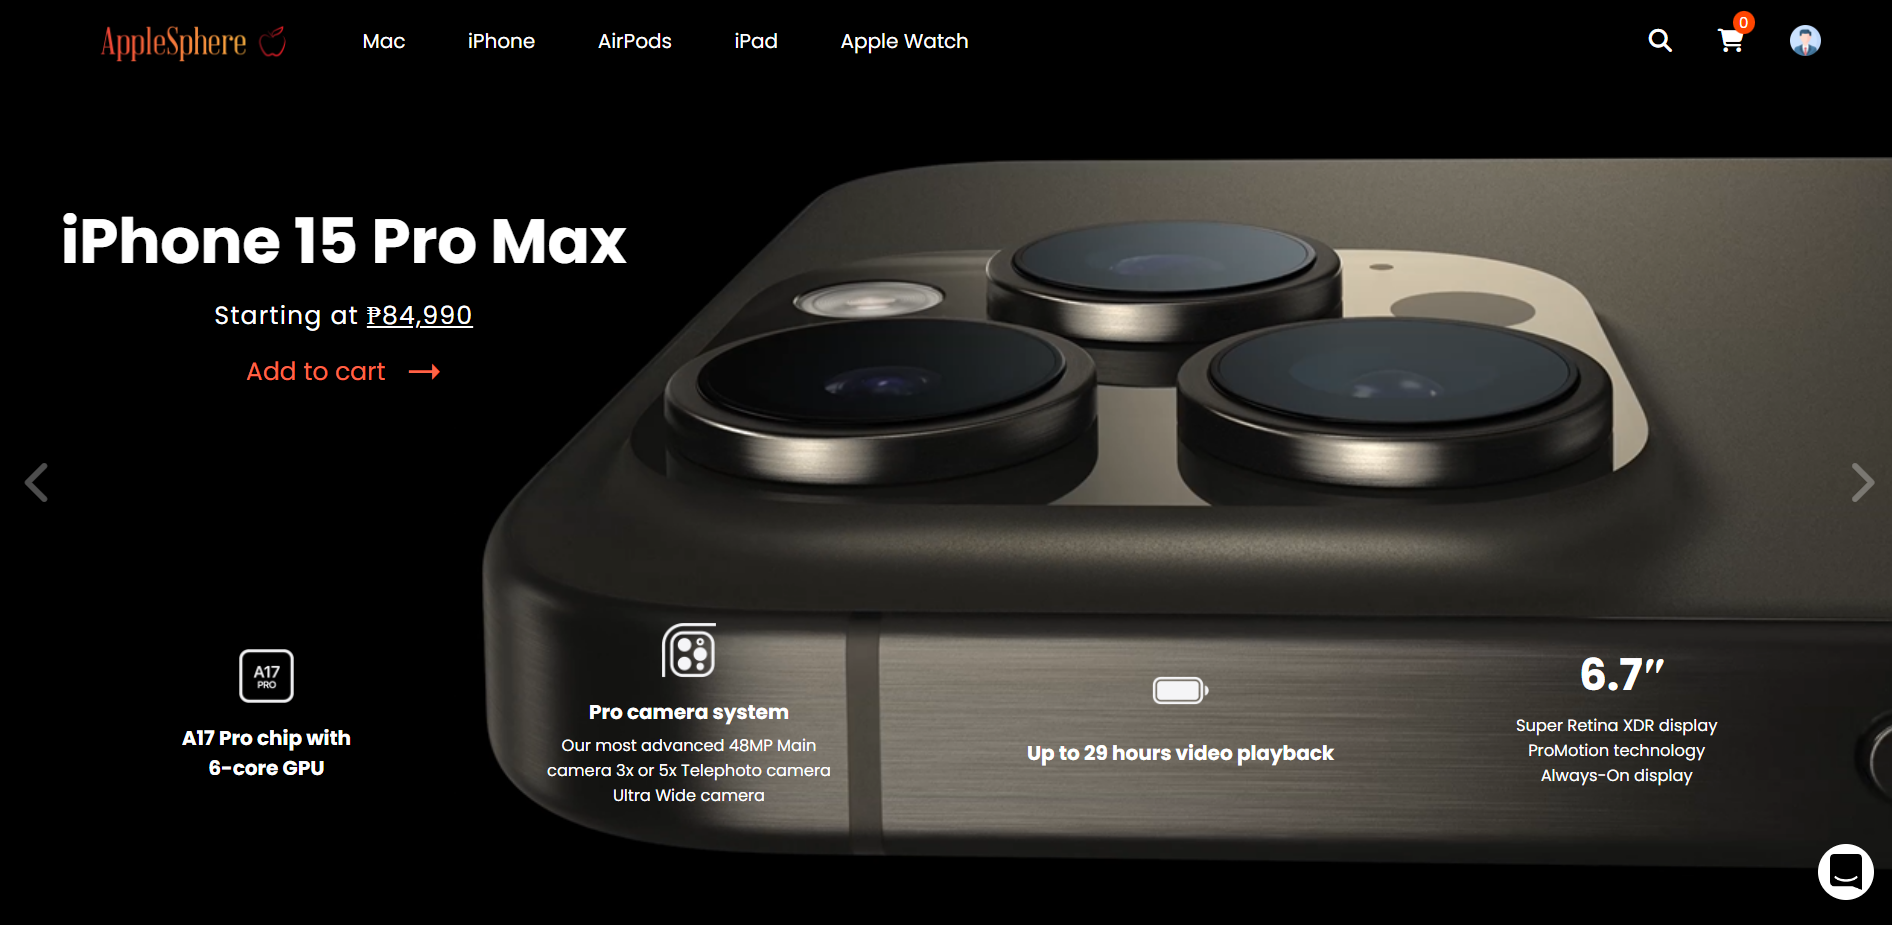 AppleSphere
Mac
iPhone
AirPods
iPad
Apple Watch
0
iPhone 15 Pro Max
Starting at ₱84,990
Add to cart
A17
PRO
A17 Pro chip with
6-core GPU
Pro camera system
Our most advanced 48MP Main
camera 3x or 5x Telephoto camera
Ultra Wide camera
Up to 29 hours video playback
6.7″
Super Retina XDR display
ProMotion technology
Always-On display